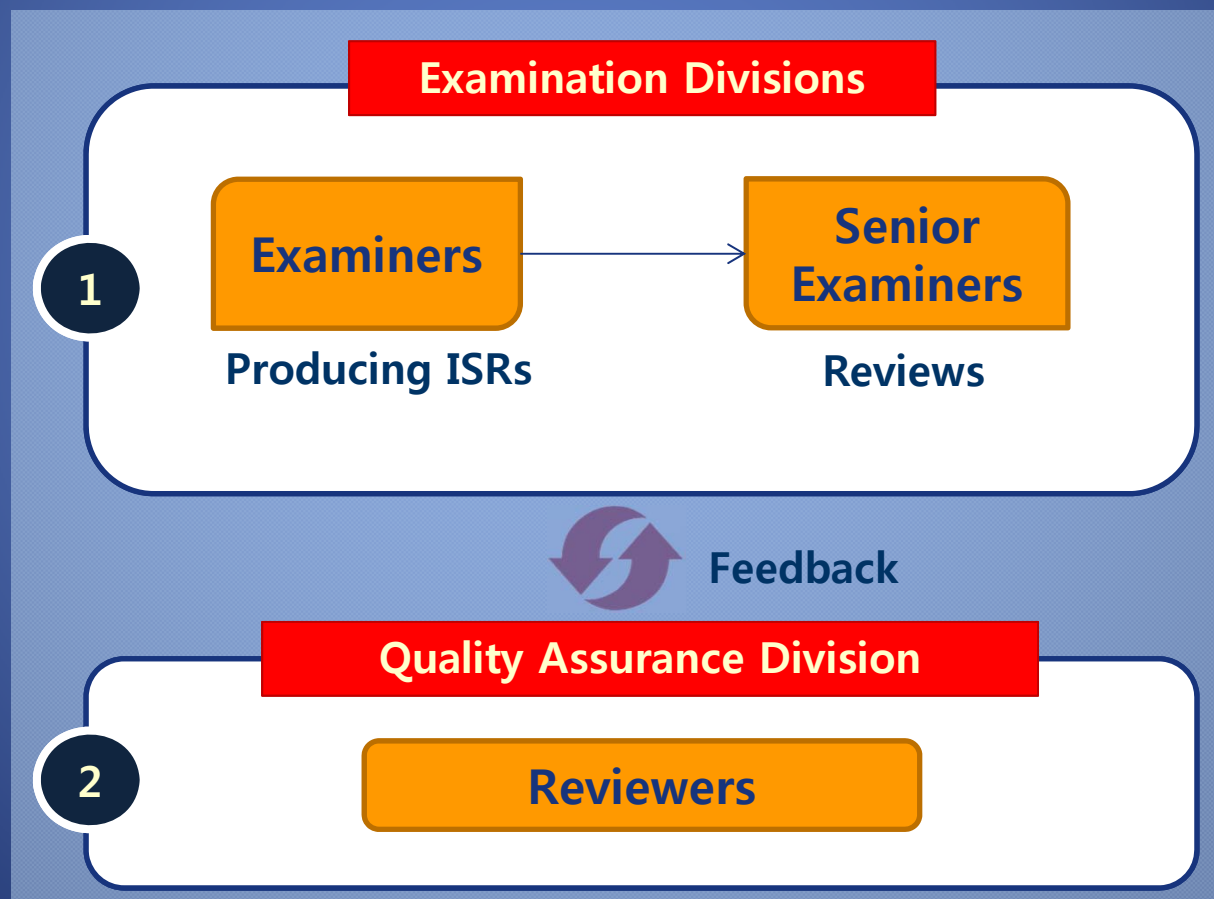 Examination Divisions
1
Examiners
Senior
Examiners
Producing ISRs
Reviews
Feedback
Quality Assurance Division
2
Reviewers